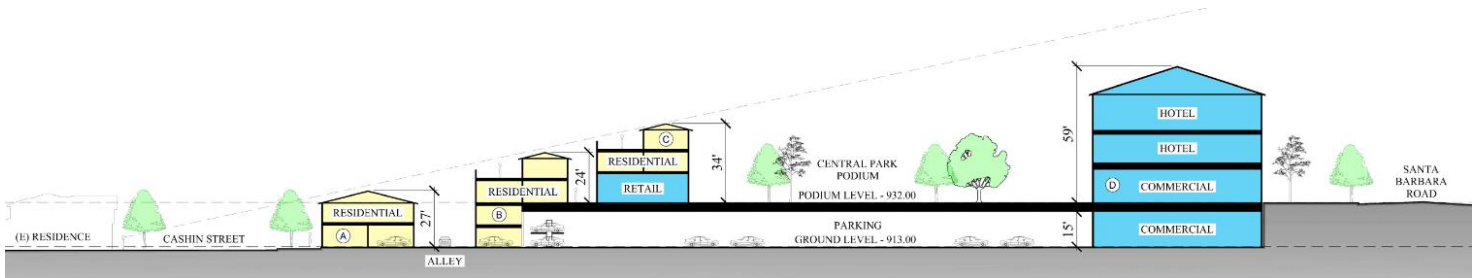 (E) RESIDENCE
CASHIN STREET
RESIDENTIAL
A
27'
ALLEY
RESIDENTIAL
B
24'
C
RESIDENTIAL
RETAIL
34'
CENTRAL PARK
PODIUM
PODIUM LEVEL - 932.00
PARKING
GROUND LEVEL - 913.00
59'
15'
HOTEL
HOTEL
D
COMMERCIAL
COMMERCIAL
SANTA
BARBARA
ROAD